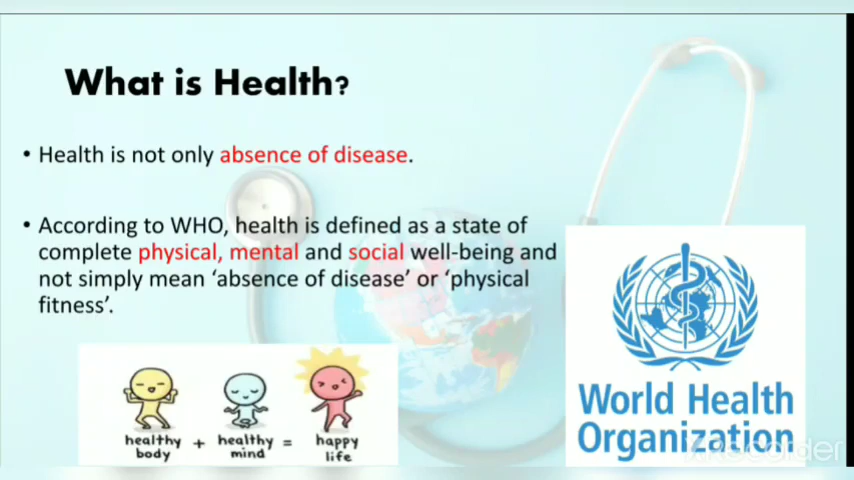 What is Health?
• Health is not only absence of disease.
• According to WHO, health is defined as a state of
complete physical, mental and social well-being and
not simply mean ‘absence of disease’ or ‘physical
fitness’.
healthy body + healthy mind = happy life
World Health
Organization
XRecorder